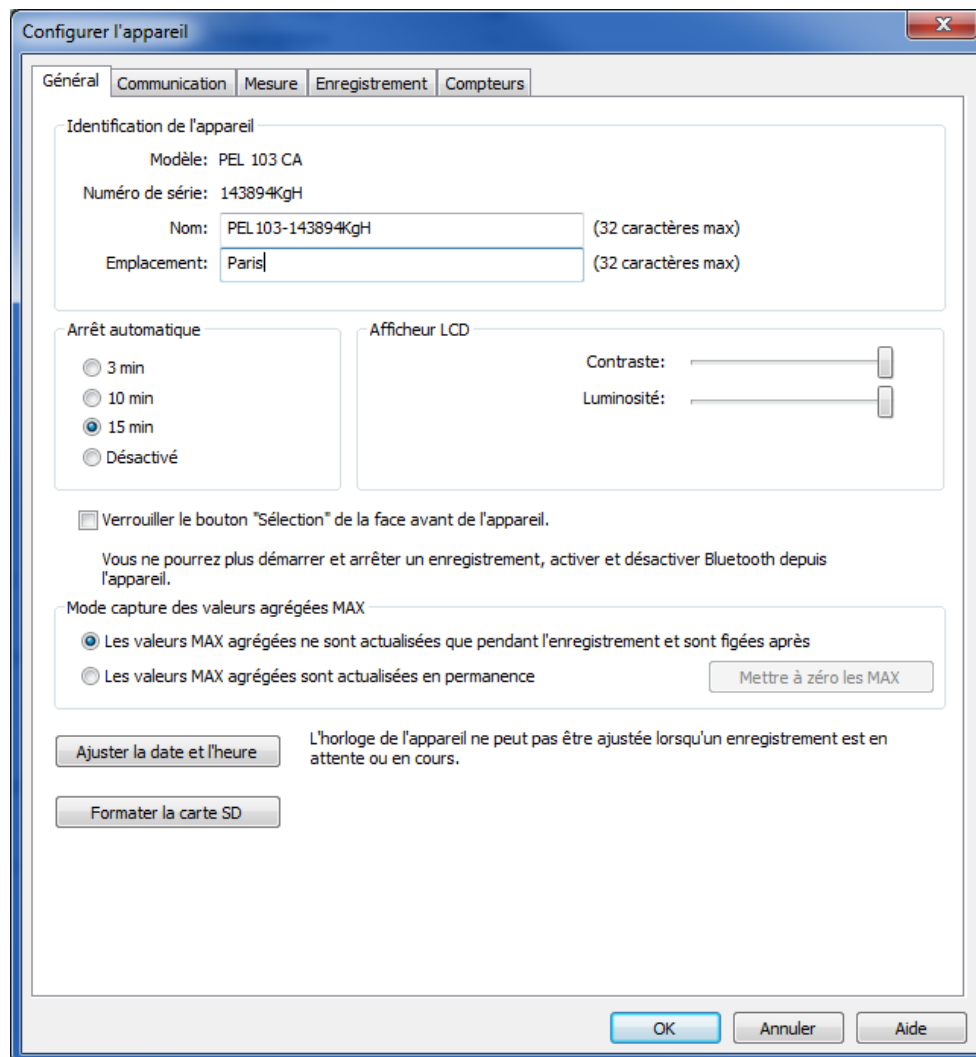 Configurer l'appareil
Général Communication Mesure Enregistrement Compteurs
Identification de l'appareil
Modèle: PEL 103 CA
Numéro de série: 143894KgH
Nom: PEL103-143894KgH (32 caractères max)
Emplacement: Paris (32 caractères max)
Arrêt automatique
3 min
10 min
15 min
Désactivé
Afficheur LCD
Contraste:
Luminosité:
Verrouiller le bouton "Sélection" de la face avant de l'appareil.
Vous ne pourrez plus démarrer et arrêter un enregistrement, activer et désactiver Bluetooth depuis
l'appareil.
Mode capture des valeurs agrégées MAX
Les valeurs MAX agrégées ne sont actualisées que pendant l'enregistrement et sont figées après
Les valeurs MAX agrégées sont actualisées en permanence
Mettre à zéro les MAX
Ajuster la date et l'heure
L'horloge de l'appareil ne peut pas être ajustée lorsqu'un enregistrement est en
attente ou en cours.
Formater la carte SD
OK Annuler Aide